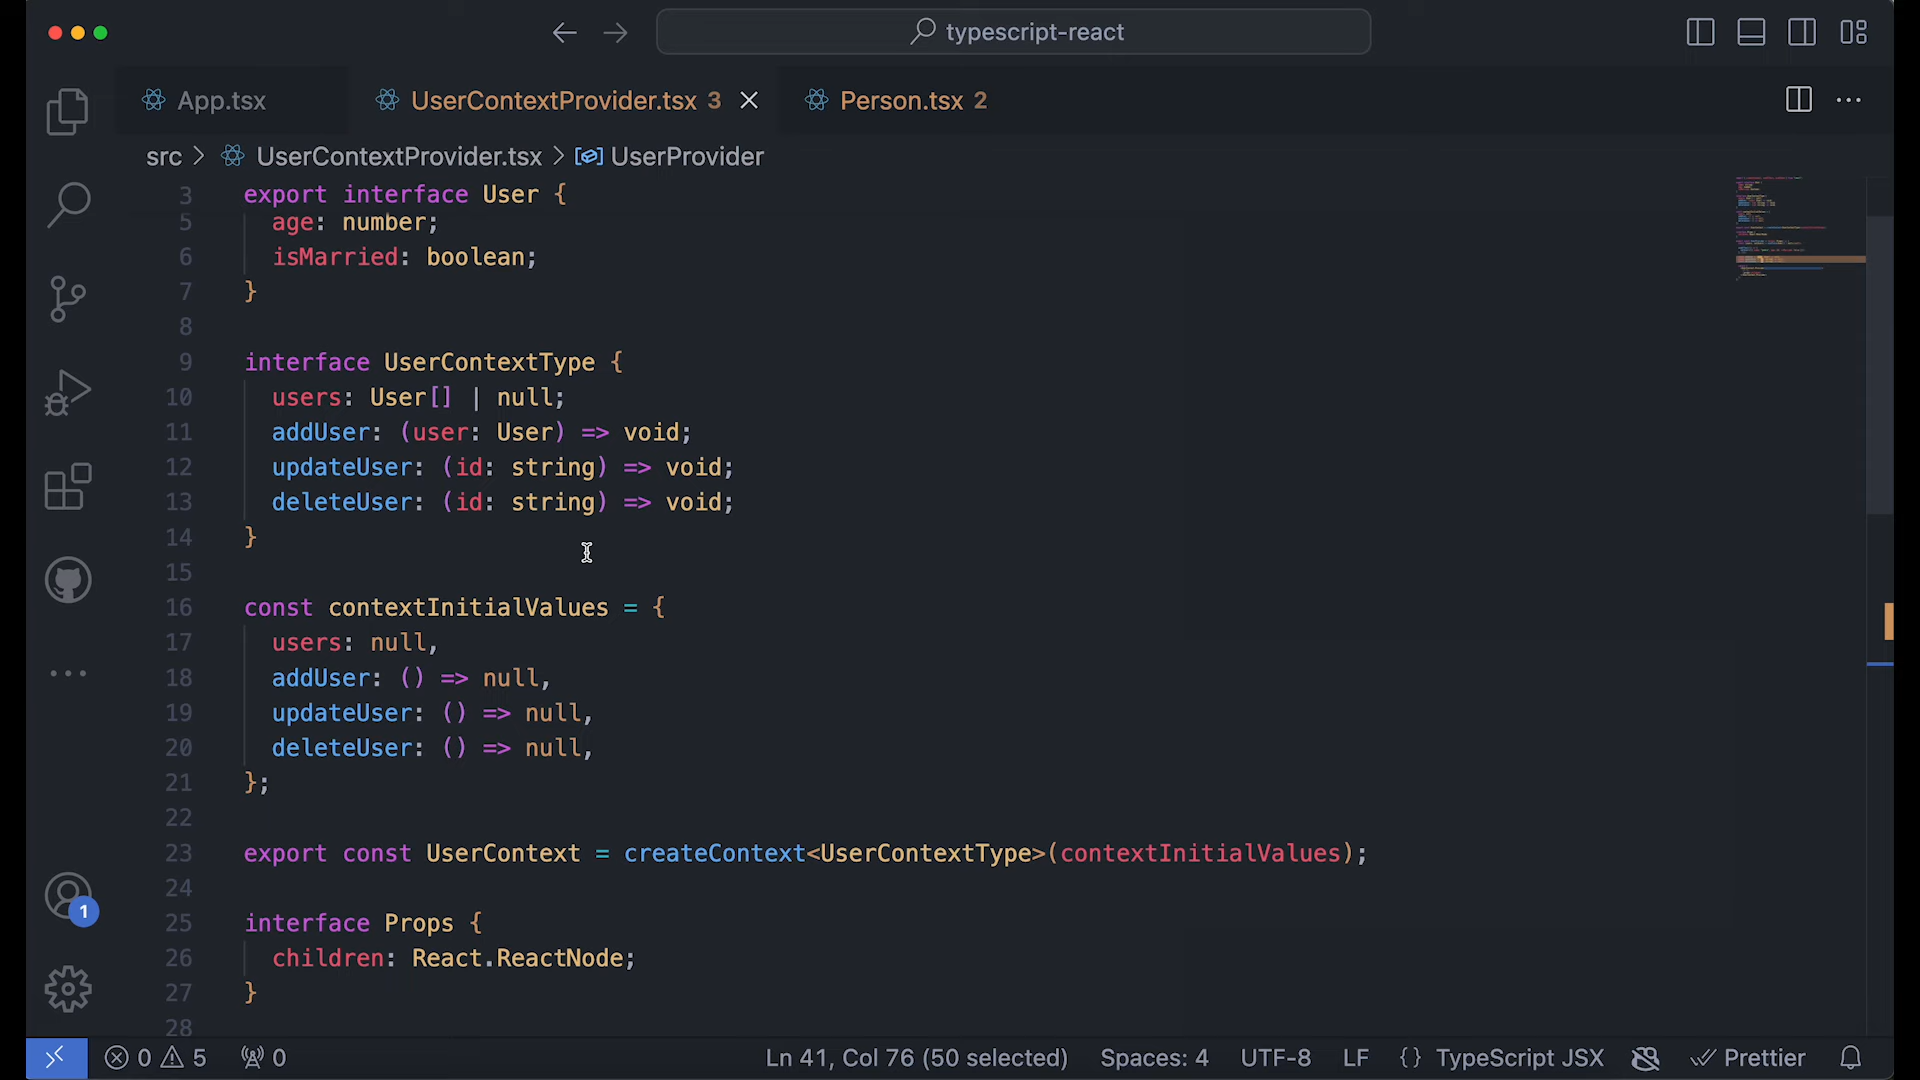 typescript-react
App.tsx
UserContextProvider.tsx 3
Person.tsx 2
src > UserContextProvider.tsx > UserProvider
3 export interface User {
5 age: number;
6 isMarried: boolean;
7 }
8
9 interface UserContextType {
10 users: User[] | null;
11 addUser: (user: User) => void;
12 updateUser: (id: string) => void;
13 deleteUser: (id: string) => void;
14 }
15
16 const contextInitialValues = {
17 users: null,
18 addUser: () => null,
19 updateUser: () => null,
20 deleteUser: () => null,
21 };
22
23 export const UserContext = createContext<UserContextType>(contextInitialValues);
24
25 interface Props {
26 children: React.ReactNode;
27 }
28
1
0 5 0 Ln 41, Col 76 (50 selected) Spaces: 4 UTF-8 LF {} TypeScript JSX Prettier